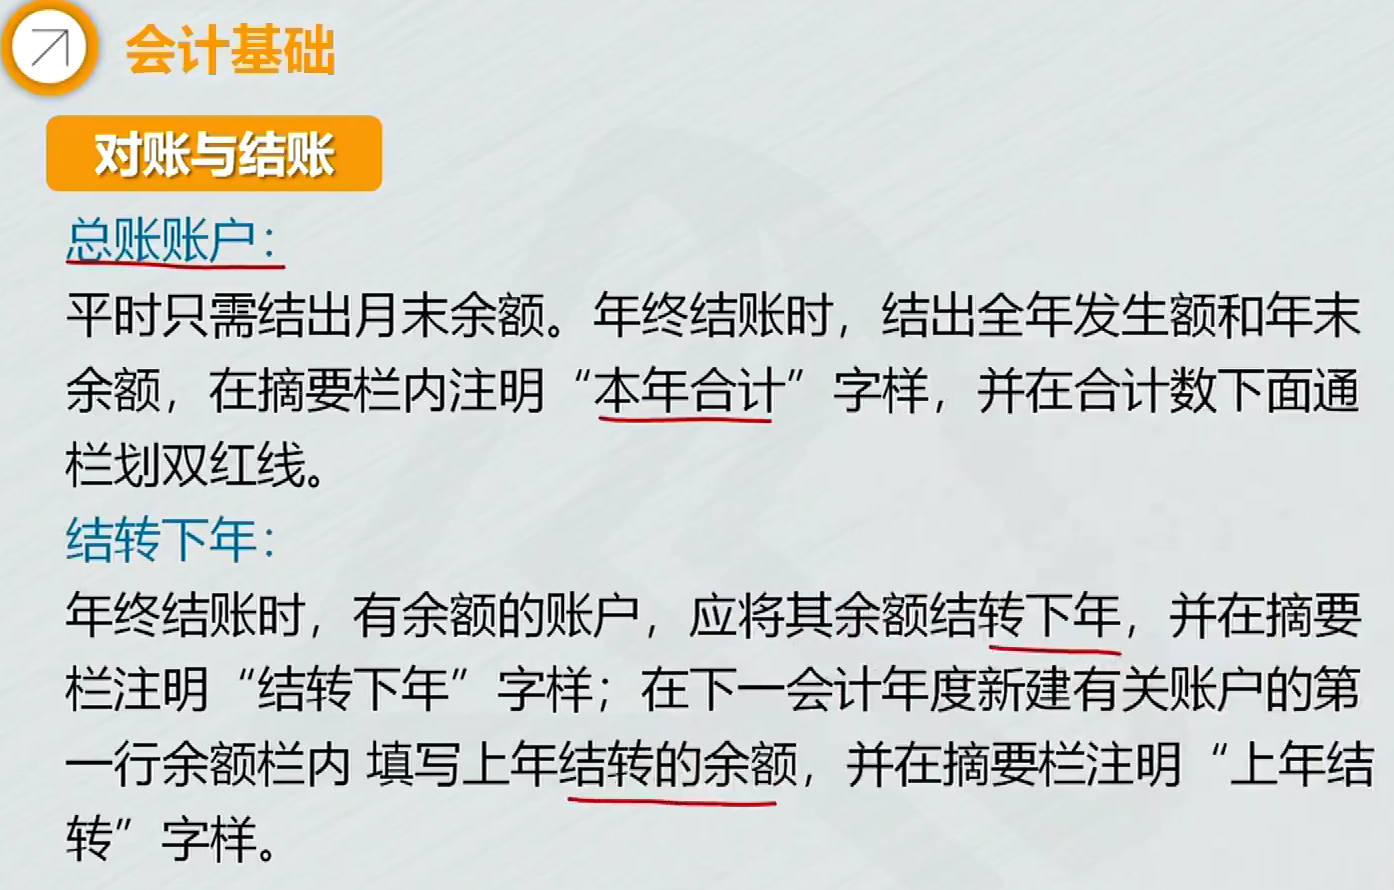 会计基础
对账与结账
总账账户：
平时只需结出月末余额。年终结账时，结出全年发生额和年末
余额，在摘要栏内注明“本年合计”字样，并在合计数下面通
栏划双红线。
结转下年：
年终结账时，有余额的账户，应将其余额结转下年，并在摘要
栏注明“结转下年”字样；在下一会计年度新建有关账户的第
一行余额栏内 填写上年结转的余额，并在摘要栏注明“上年结
转”字样。